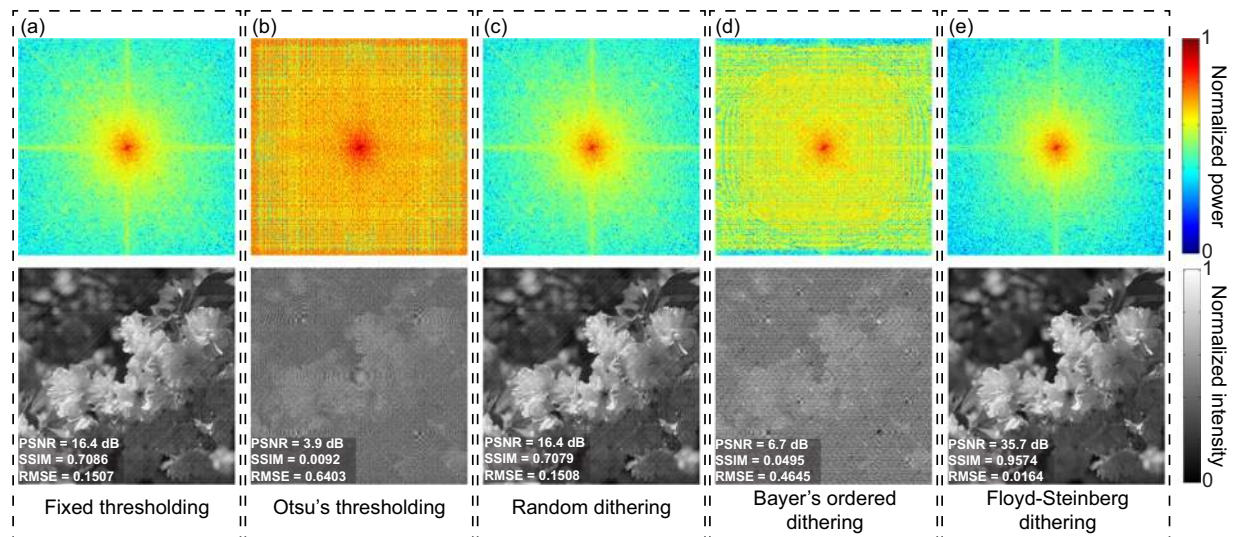 (a)
(b)
(c)
(d)
(e)
1
Normalized power
0
PSNR = 16.4 dB
SSIM = 0.7086
RMSE = 0.1507
PSNR = 3.9 dB
SSIM = 0.0092
RMSE = 0.6403
PSNR = 16.4 dB
SSIM = 0.7079
RMSE = 0.1508
PSNR = 6.7 dB
SSIM = 0.0495
RMSE = 0.4645
PSNR = 35.7 dB
SSIM = 0.9574
RMSE = 0.0164
1
Normalized intensity
0
Fixed thresholding
Otsu's thresholding
Random dithering
Bayer's ordered
dithering
Floyd-Steinberg
dithering